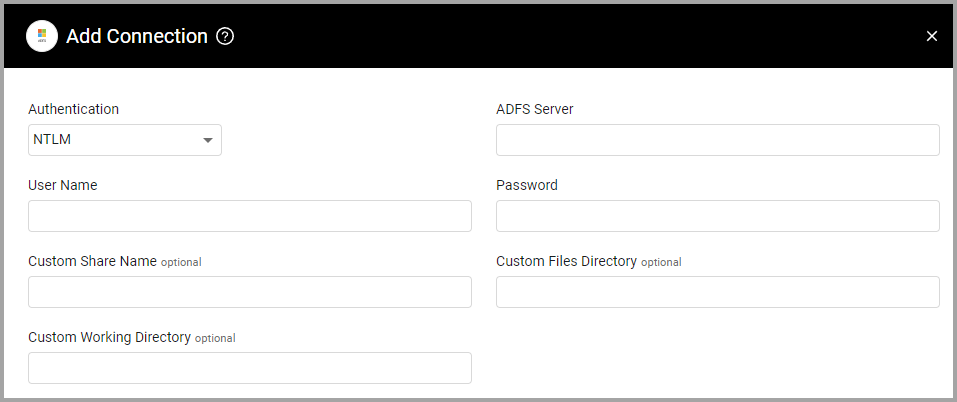 Add Connection ?
Authentication
ADFS Server
NTLM
User Name
Password
Custom Share Name optional
Custom Files Directory optional
Custom Working Directory optional